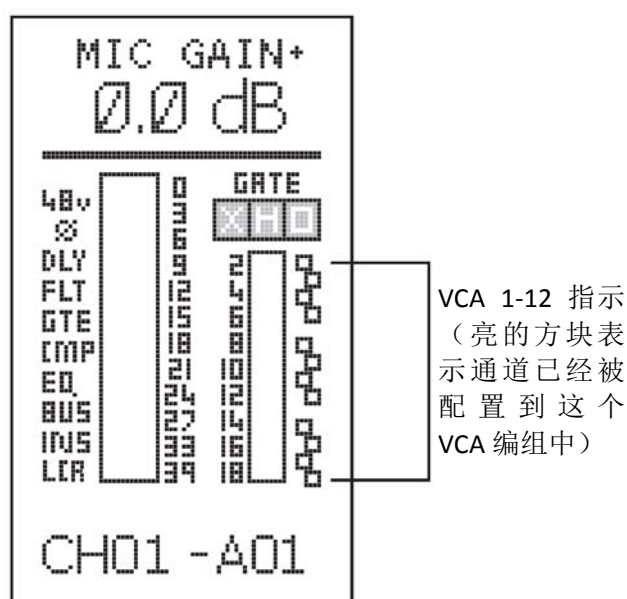 MIC GAIN+
0.0 dB
48v
Ø
DLY
FLT
GTE
CMP
EQ
BUS
INS
LCR
0
3
6
9
12
15
18
21
24
27
33
39
GATE
X H O
2
4
6
8
10
12
14
16
18
CH01 -A01
VCA 1-12 指示
（亮的方块表
示通道已经被
配置到这个
VCA 编组中）